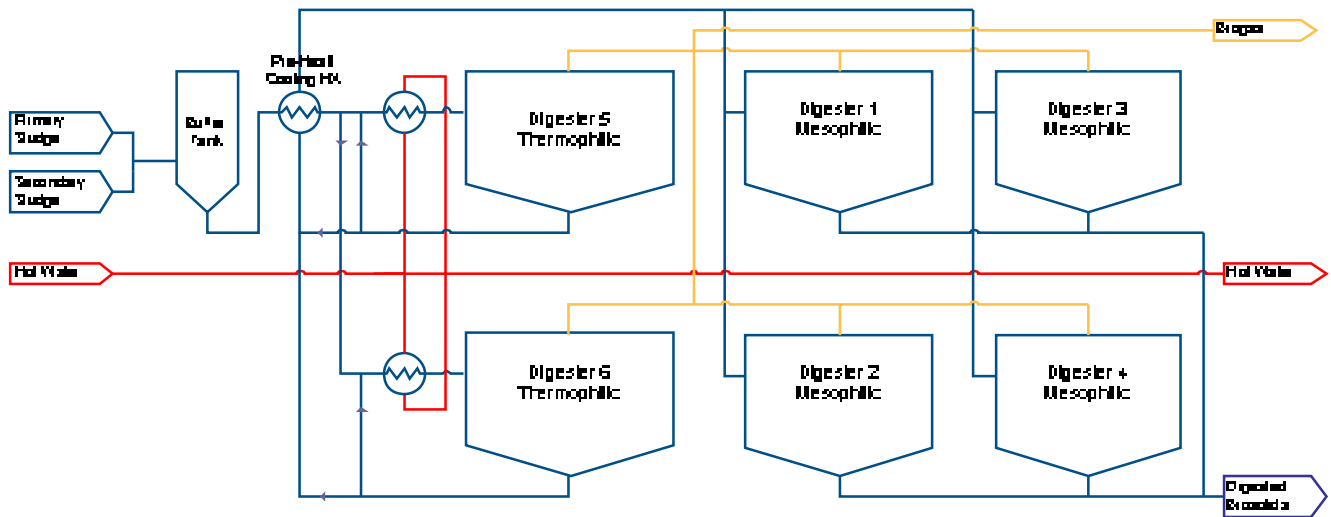 Biogas
Pre-Heat
Cooling HX
Primary
Sludge
Buffer
Tank
Secondary
Sludge
Digester 5
Thermophilic
Digester 1
Mesophilic
Digester 3
Mesophilic
Hot Water
Hot Water
Digester 6
Thermophilic
Digester 2
Mesophilic
Digester 4
Mesophilic
Digested
Biosolids